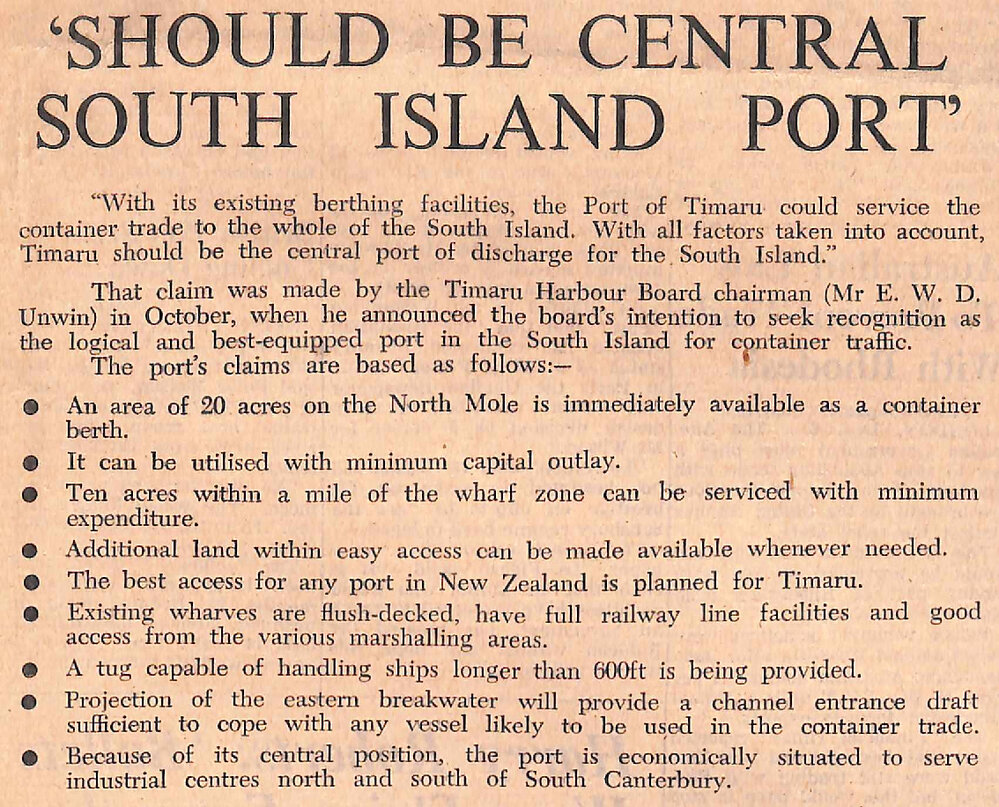 ‘SHOULD BE CENTRAL
SOUTH ISLAND PORT’
“With its existing berthing facilities, the Port of Timaru could service the
container trade to the whole of the South Island. With all factors taken into account,
Timaru should be the central port of discharge for the South Island.”
That claim was made by the Timaru Harbour Board chairman (Mr E. W. D.
Unwin) in October, when he announced the board’s intention to seek recognition as
the logical and best-equipped port in the South Island for container traffic.
The port’s claims are based as follows:—
● An area of 20 acres on the North Mole is immediately available as a container
berth.
● It can be utilised with minimum capital outlay.
● Ten acres within a mile of the wharf zone can be serviced with minimum
expenditure.
● Additional land within easy access can be made available whenever needed.
● The best access for any port in New Zealand is planned for Timaru.
● Existing wharves are flush-decked, have full railway line facilities and good
access from the various marshalling areas.
● A tug capable of handling ships longer than 600ft is being provided.
● Projection of the eastern breakwater will provide a channel entrance draft
sufficient to cope with any vessel likely to be used in the container trade.
● Because of its central position, the port is economically situated to serve
industrial centres north and south of South Canterbury.